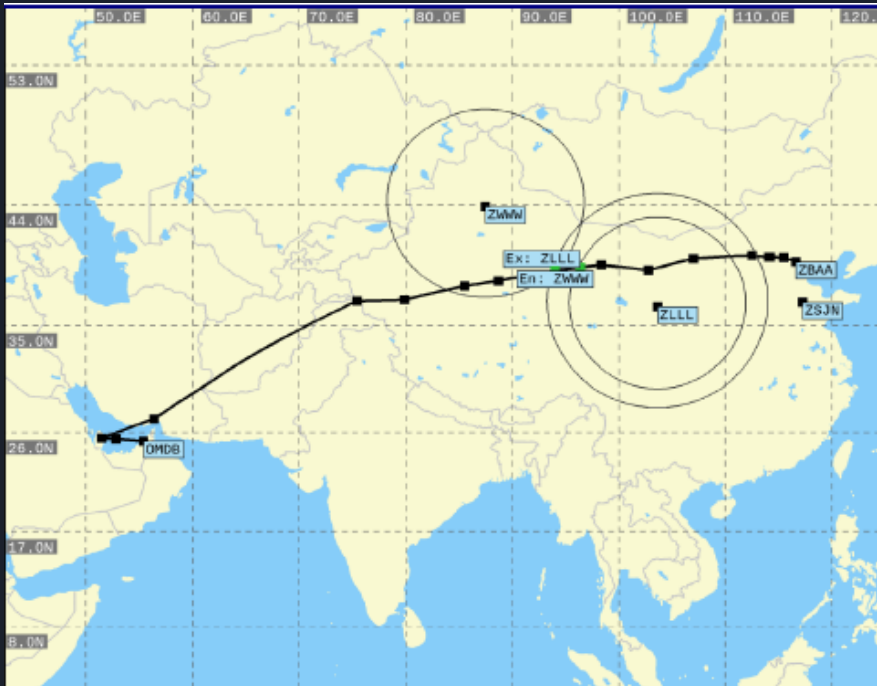 50.0E
60.0E
70.0E
80.0E
90.0E
100.0E
110.0E
120.
53.0N
44.0N
ZWWW
Ex: ZLLL
En: ZWWW
ZBAA
ZLLL
ZSJN
35.0N
26.0N
OMDB
17.0N
8.0N